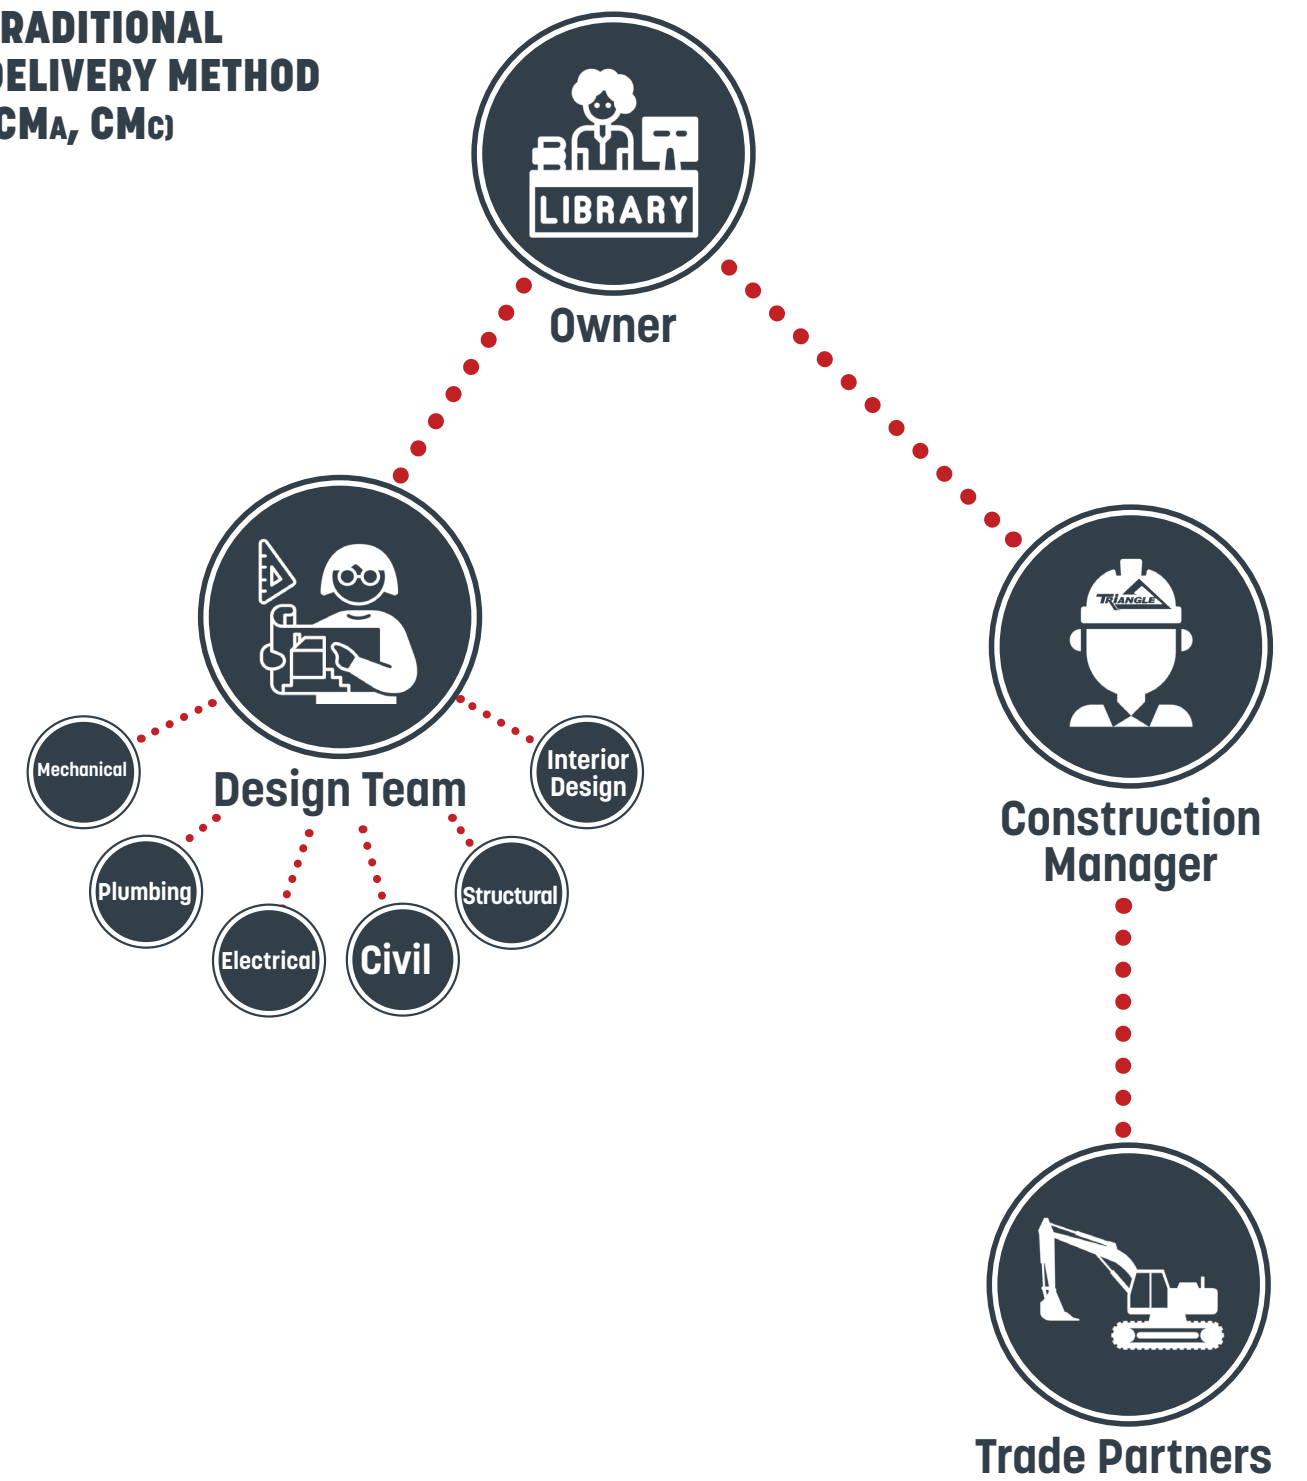 RADITIONAL
DELIVERY METHOD
CMA, CMC)
LIBRARY
Owner
TRIANGLE
Mechanical
Interior
Design
Design Team
Construction
Manager
Plumbing
Structural
Electrical
Civil
Trade Partners